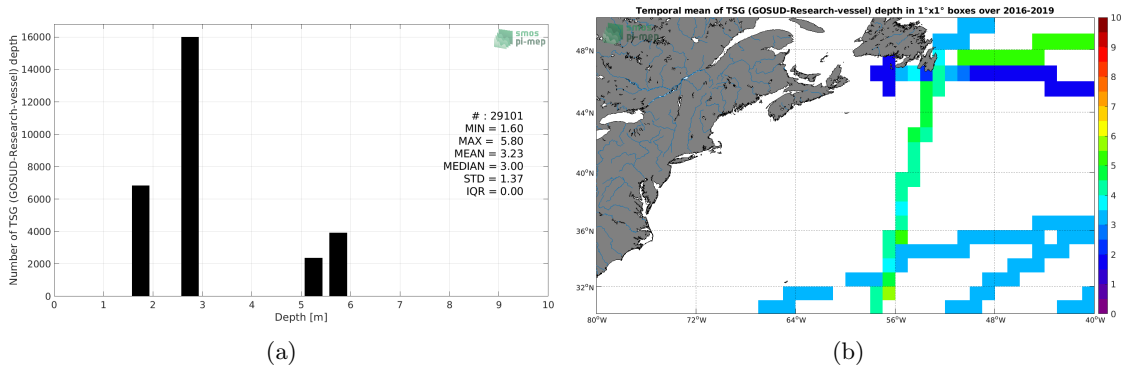 Number of TSG (GOSUD-Research-vessel) depth
16000
14000
12000
10000
8000
6000
4000
2000
0
0 1 2 3 4 5 6 7 8 9 10
Depth [m]
smos
pi-mep
# : 29101
MIN = 1.60
MAX = 5.80
MEAN = 3.23
MEDIAN = 3.00
STD = 1.37
IQR = 0.00
(a)
Temporal mean of TSG (GOSUD-Research-vessel) depth in 1°x1° boxes over 2016-2019
smos
pi-mep
48°N
44°N
40°N
36°N
32°N
80°W 72°W 64°W 56°W 48°W 40°W
10
9
8
7
6
5
4
3
2
1
0
(b)